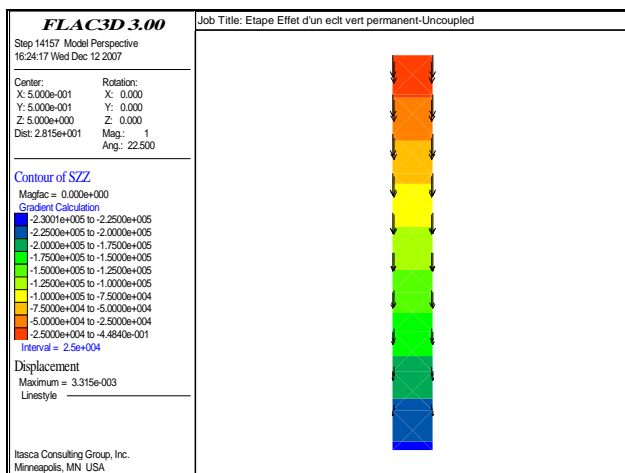 FLAC3D 3.00
Step 14157  Model Perspective
16:24:17 Wed Dec 12 2007
Center:
X: 5.000e-001
Y: 5.000e-001
Z: 5.000e+000
Dist: 2.815e+001
Rotation:
X:  0.000
Y:  0.000
Z:  0.000
Mag.:  1
Ang.:  22.500
Contour of SZZ
Magfac =  0.000e+000
Gradient Calculation
-2.3001e+005 to -2.2500e+005
-2.2500e+005 to -2.0000e+005
-2.0000e+005 to -1.7500e+005
-1.7500e+005 to -1.5000e+005
-1.5000e+005 to -1.2500e+005
-1.2500e+005 to -1.0000e+005
-1.0000e+005 to -7.5000e+004
-7.5000e+004 to -5.0000e+004
-5.0000e+004 to -2.5000e+004
-2.5000e+004 to -4.4840e-001
Interval =  2.5e+004
Displacement
Maximum =  3.315e-003
Linestyle
Itasca Consulting Group, Inc.
Minneapolis, MN  USA
Job Title: Etape Effet d'un eclt vert permanent-Uncoupled